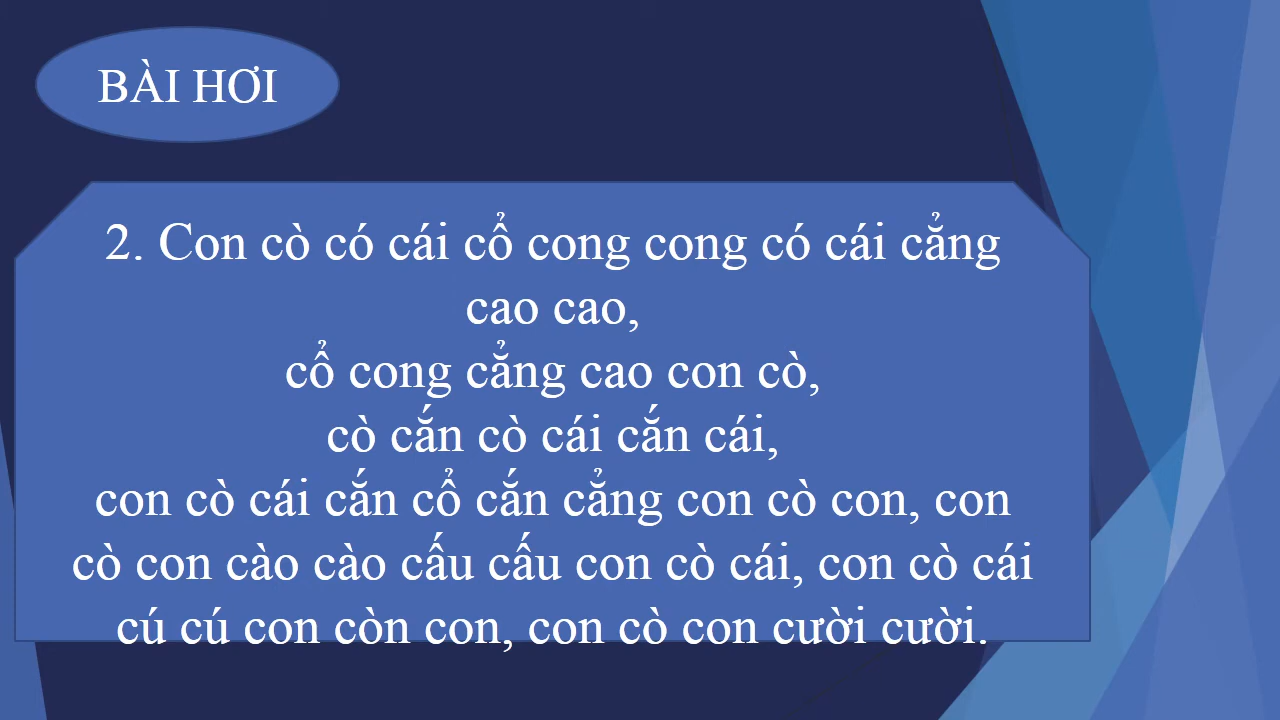 BÀI HƠI
2. Con cò có cái cổ cong cong có cái cẳng
cao cao,
cổ cong cẳng cao con cò,
cò cắn cò cái cắn cái,
con cò cái cắn cổ cắn cẳng con cò con, con
cò con cào cào cấu cấu con cò cái, con cò cái
cú cú con còn con, con cò con cười cười.